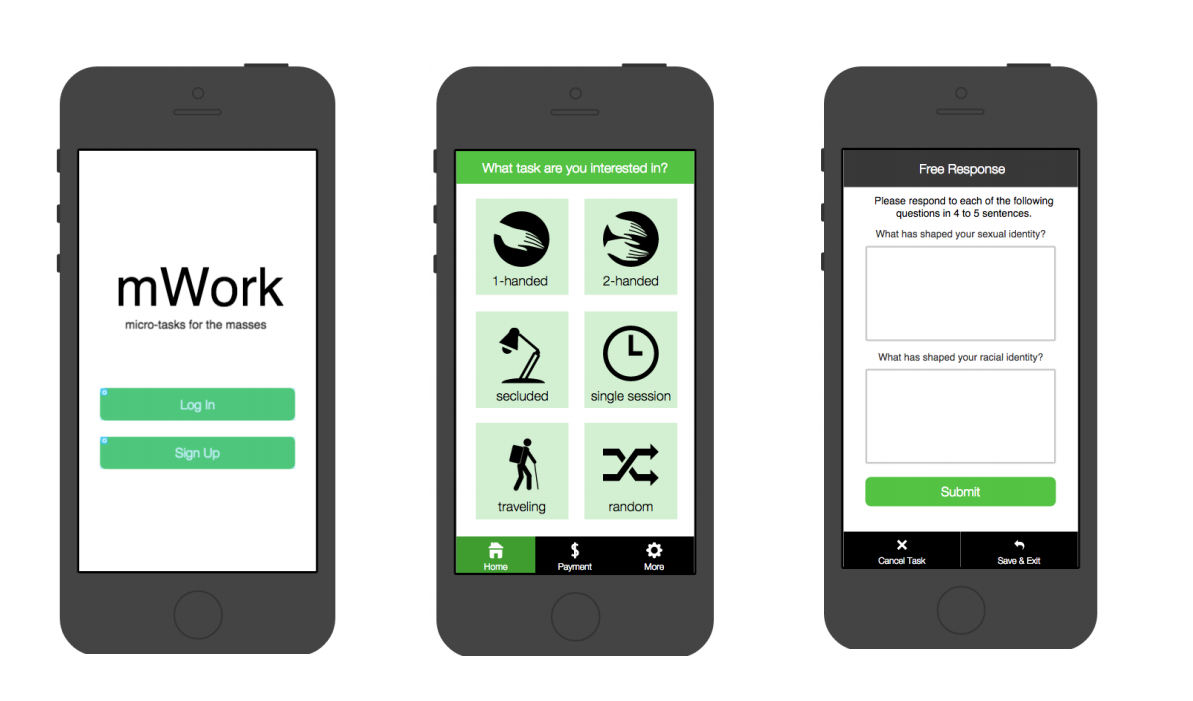 mWork
micro-tasks for the masses
Log In
Sign Up
What task are you interested in?
1-handed
2-handed
secluded
single session
traveling
random
Home
$
Payment
More
Free Response
Please respond to each of the following
questions in 4 to 5 sentences.
What has shaped your sexual identity?
What has shaped your racial identity?
Submit
Cancel Task
Save & Exit